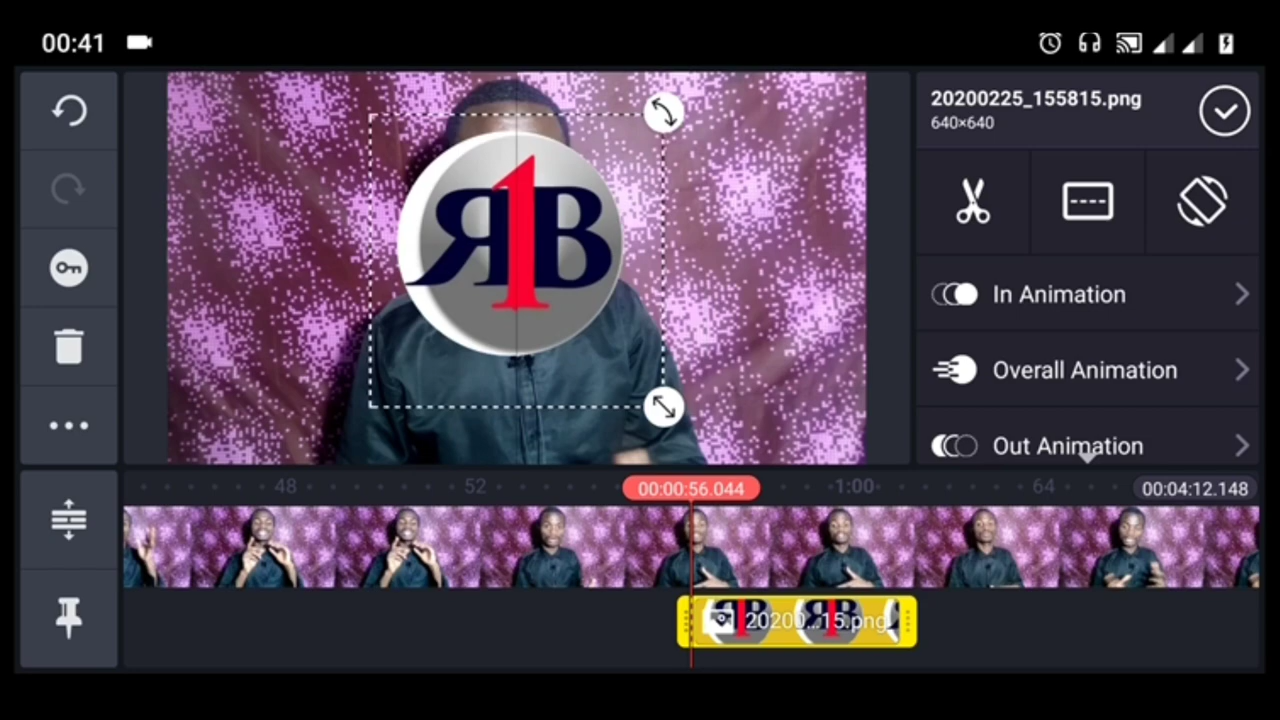 00:41
20200225_155815.png
640×640
R1B
In Animation
Overall Animation
Out Animation
48
52
00:00:56.044
1:00
64
00:04:12.148
20200...15.png